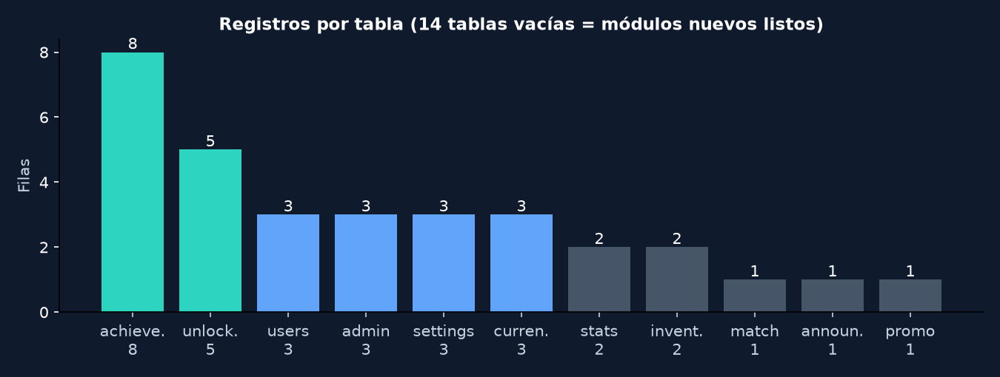 Registros por tabla (14 tablas vacías = módulos nuevos listos)
Filas
8
6
4
2
0
8
5
3
3
3
3
2
2
1
1
1
achieve.
8
unlock.
5
users
3
admin
3
settings
3
curren.
3
stats
2
invent.
2
match
1
announ.
1
promo
1